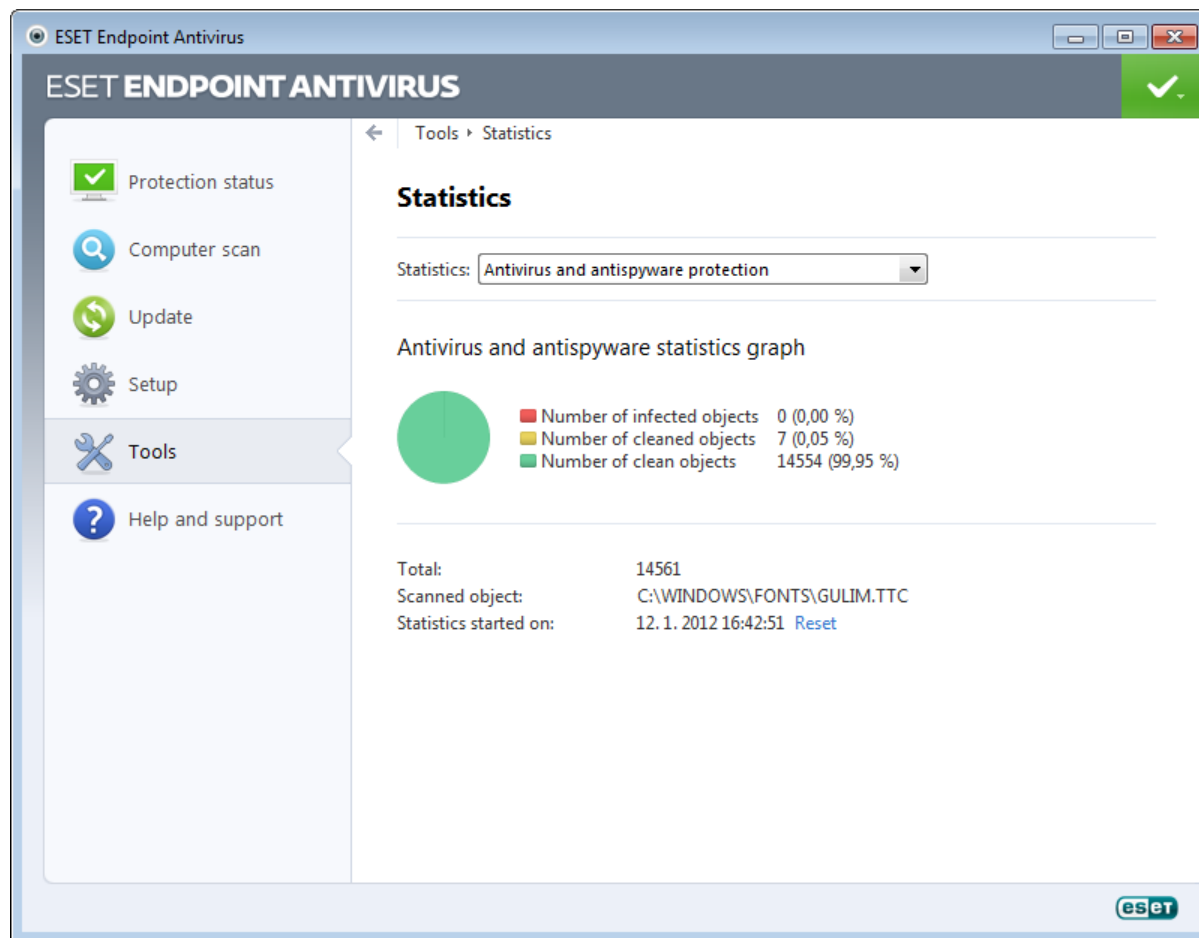 ESET Endpoint Antivirus
ESET ENDPOINT ANTIVIRUS
Tools ▸ Statistics
Protection status
Computer scan
Update
Setup
Tools
Help and support
Statistics
Statistics: Antivirus and antispyware protection
Antivirus and antispyware statistics graph
Number of infected objects 0 (0,00 %)
Number of cleaned objects 7 (0,05 %)
Number of clean objects 14554 (99,95 %)
Total: 14561
Scanned object: C:\WINDOWS\FONTS\GULIM.TTC
Statistics started on: 12. 1. 2012 16:42:51 Reset
eseT